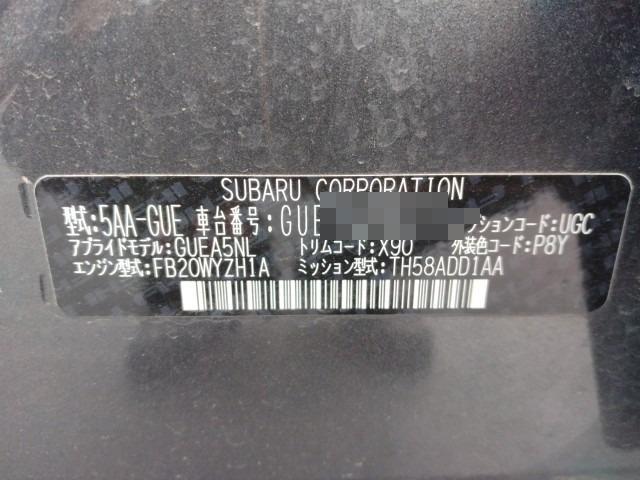 SUBARU CORPORATION
型式:5AA-GUE 車台番号:GUE ションコード:UGC
アプライドモデル:GUEA5NL トリムコード:X90 外装色コード:P8Y
エンジン型式:FB20WYZH1A ミッション型式:TH58ADD1AA